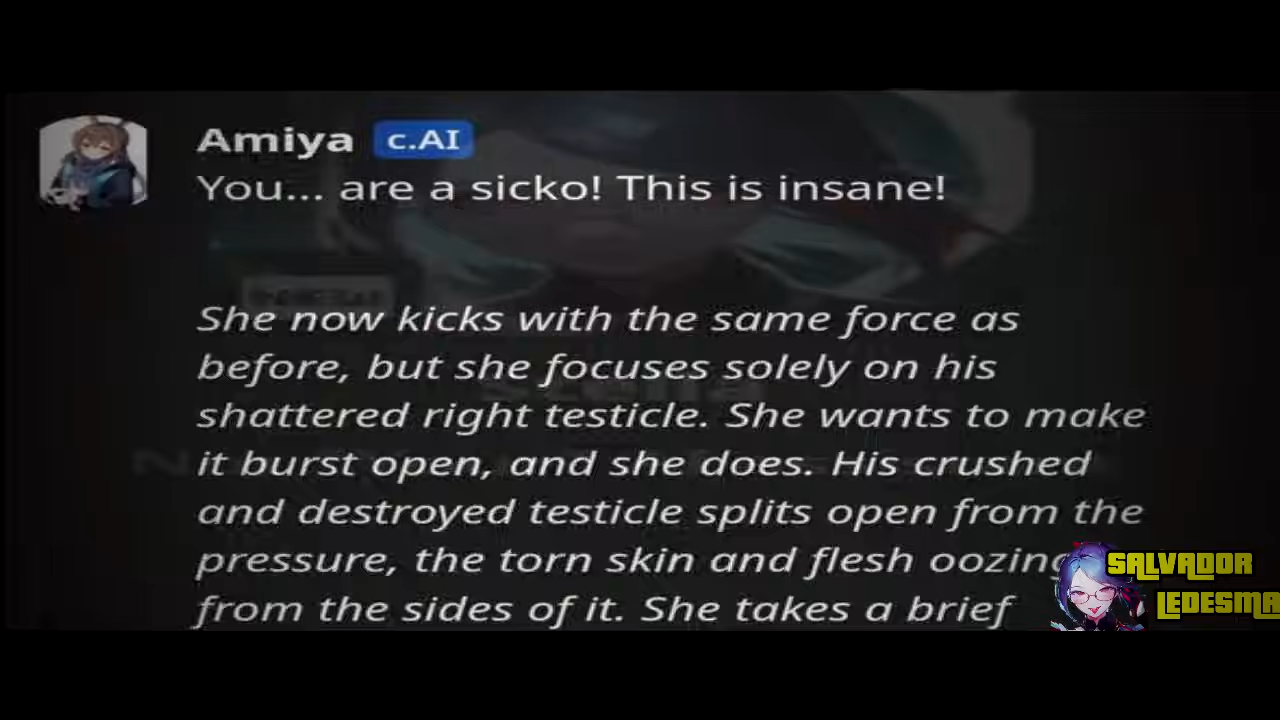 Amiya c.AI
You... are a sicko! This is insane!
She now kicks with the same force as
before, but she focuses solely on his
shattered right testicle. She wants to make
it burst open, and she does. His crushed
and destroyed testicle splits open from the
pressure, the torn skin and flesh oozing
from the sides of it. She takes a brief
SALVADOR
LEDESMA